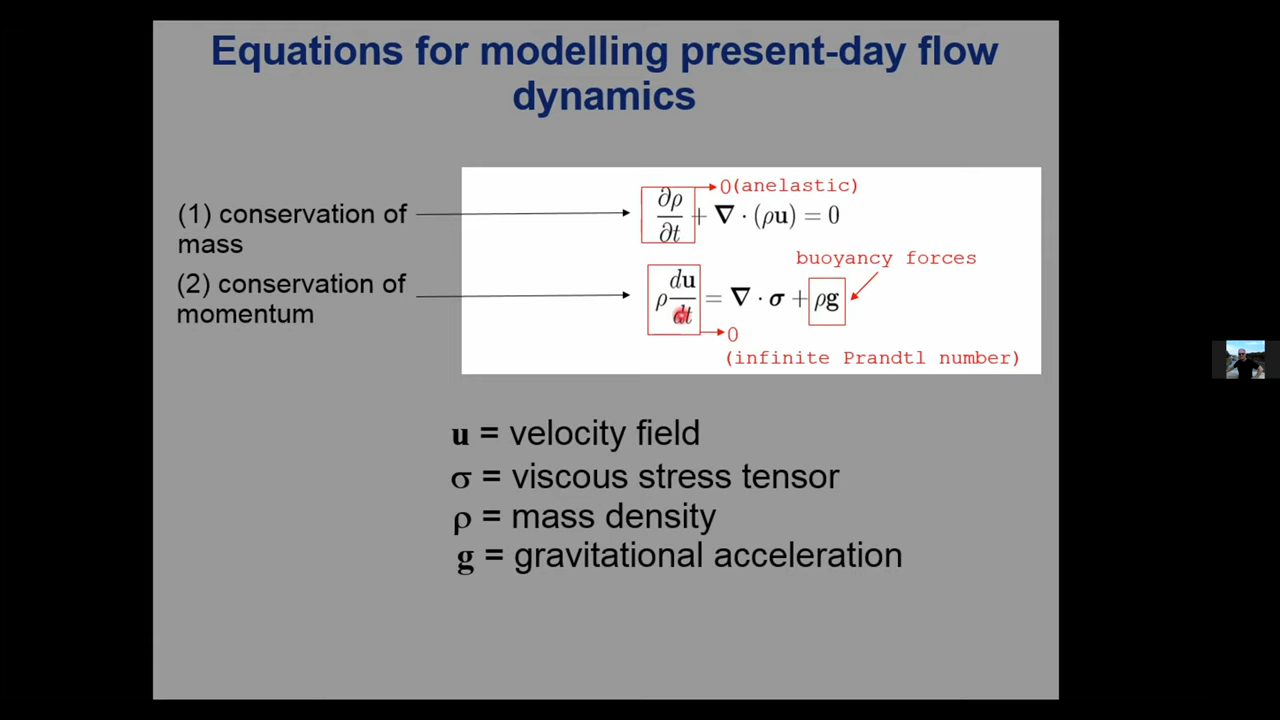 Equations for modelling present-day flow
dynamics
(1) conservation of
mass
∂ρ/∂t + ∇ · (ρu) = 0
0(anelastic)
(2) conservation of
momentum
ρ du/dt = ∇ · σ + ρg
buoyancy forces
0
(infinite Prandtl number)
u = velocity field
σ = viscous stress tensor
ρ = mass density
g = gravitational acceleration